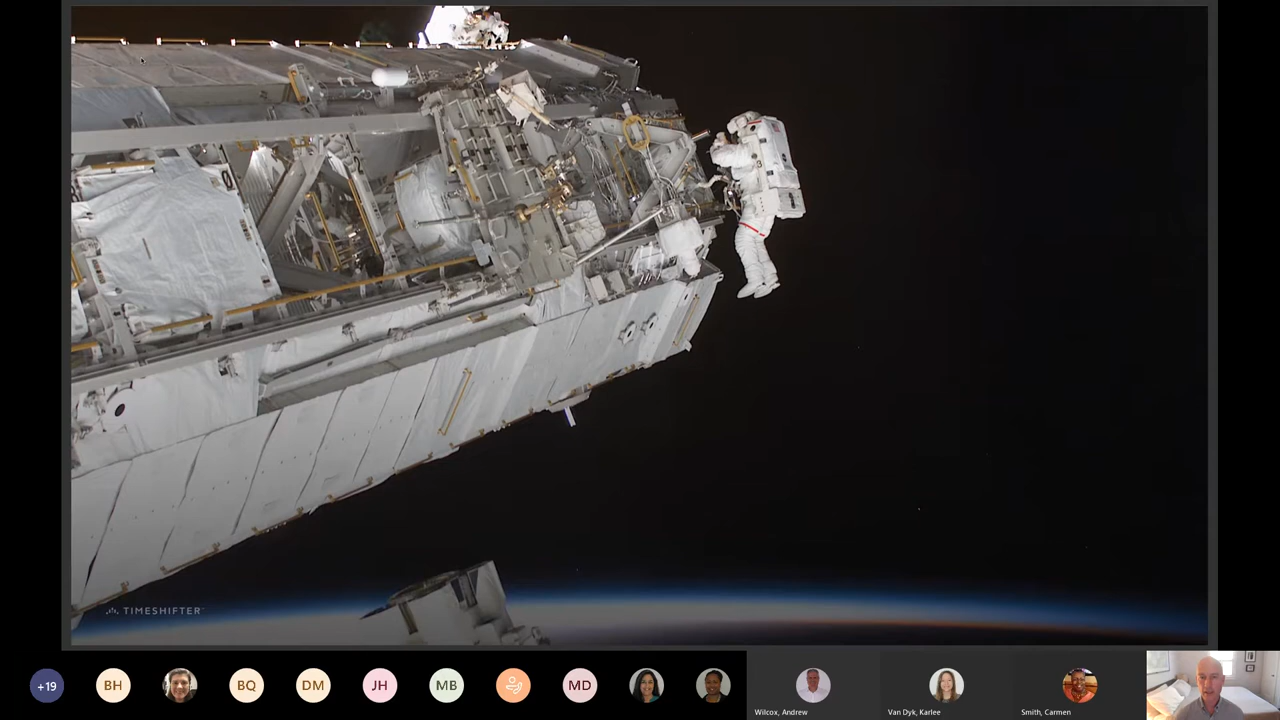 TIMESHIFTER
+19
BH
BQ
DM
JH
MB
MD
Wilcox, Andrew
Van Dyk, Karlee
Smith, Carmen